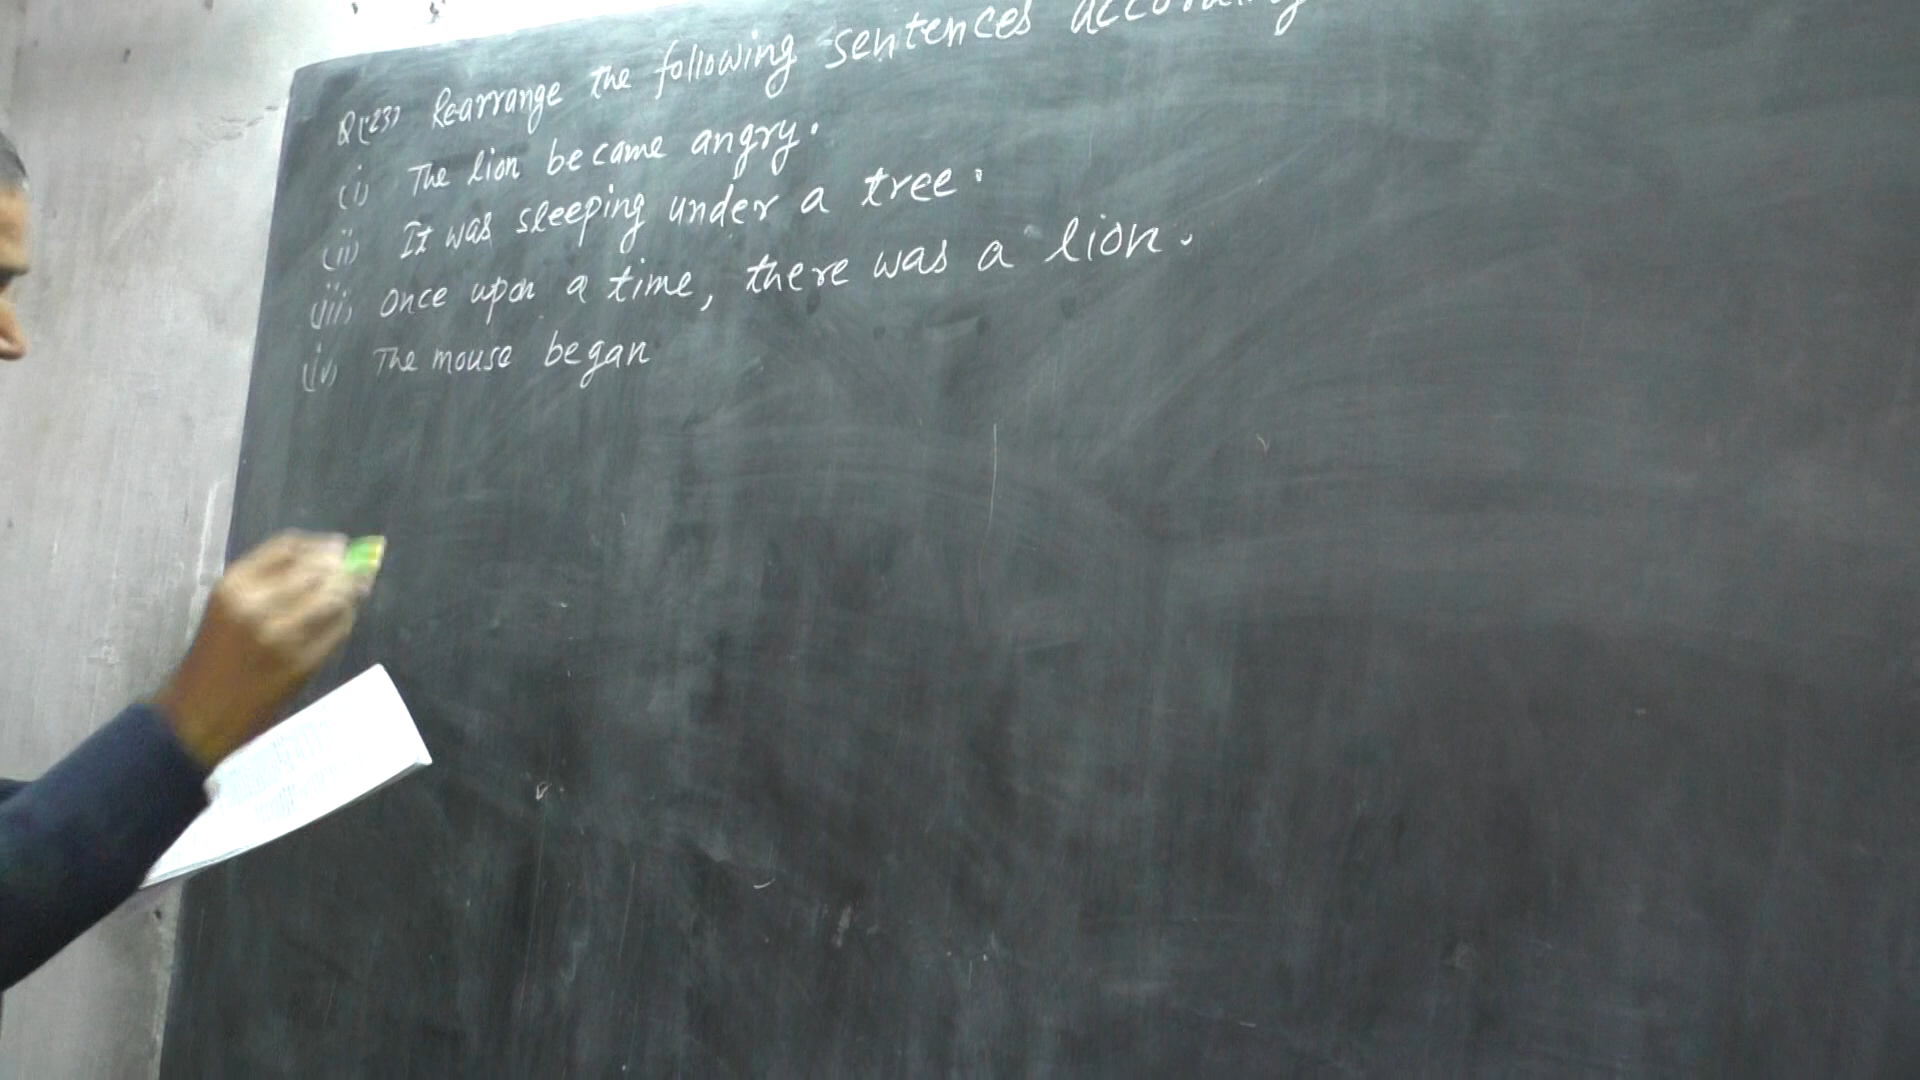 Q(23) Rearrange the following sentences according
(i) The lion became angry.
(ii) It was sleeping under a tree.
(iii) Once upon a time, there was a lion.
(iv) The mouse began